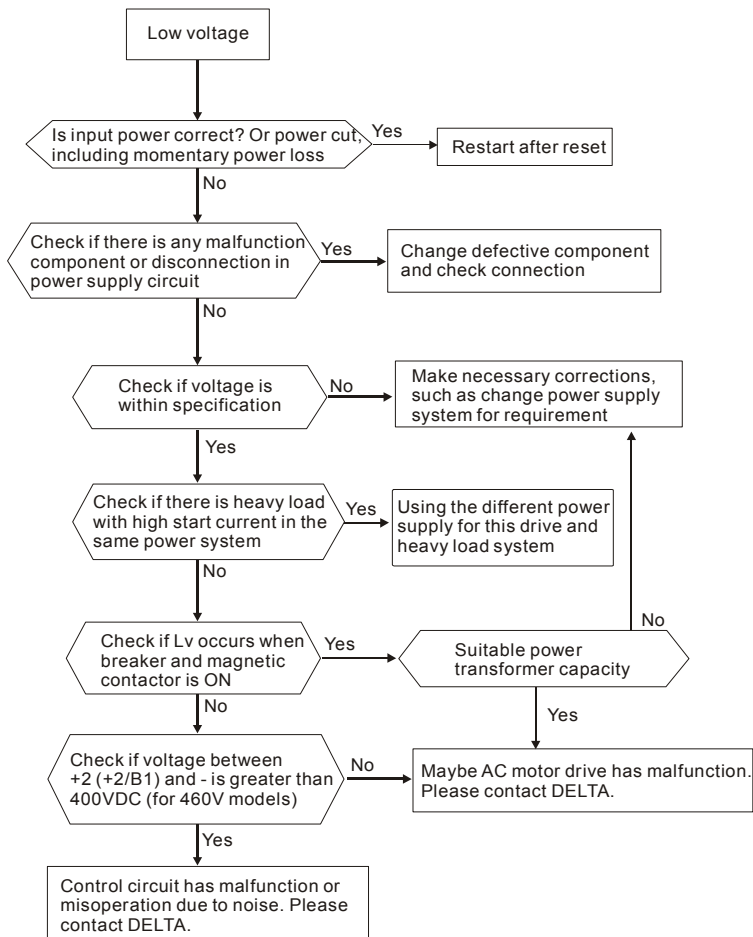 Low voltage
Is input power correct? Or power cut,
including momentary power loss
Yes
Restart after reset
No
Check if there is any malfunction
component or disconnection in
power supply circuit
Yes
Change defective component
and check connection
No
Check if voltage is
within specification
No
Make necessary corrections,
such as change power supply
system for requirement
Yes
Check if there is heavy load
with high start current in the
same power system
Yes
Using the different power
supply for this drive and
heavy load system
No
Check if Lv occurs when
breaker and magnetic
contactor is ON
Yes
Suitable power
transformer capacity
No
No
Yes
Check if voltage between
+2 (+2/B1) and - is greater than
400VDC (for 460V models)
No
Maybe AC motor drive has malfunction.
Please contact DELTA.
Yes
Control circuit has malfunction or
misoperation due to noise. Please
contact DELTA.